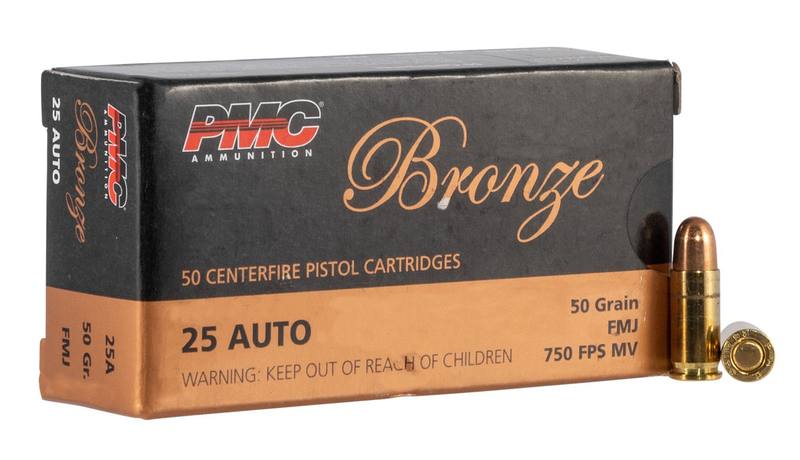 PMC®
AMMUNITION
Bronze
50 CENTERFIRE PISTOL CARTRIDGES
25 AUTO
50 Grain
FMJ
750 FPS MV
WARNING: KEEP OUT OF REACH OF CHILDREN
PMC
AMMUNITION
Bronze
25 AUTO
25A
50 Gr.
FMJ